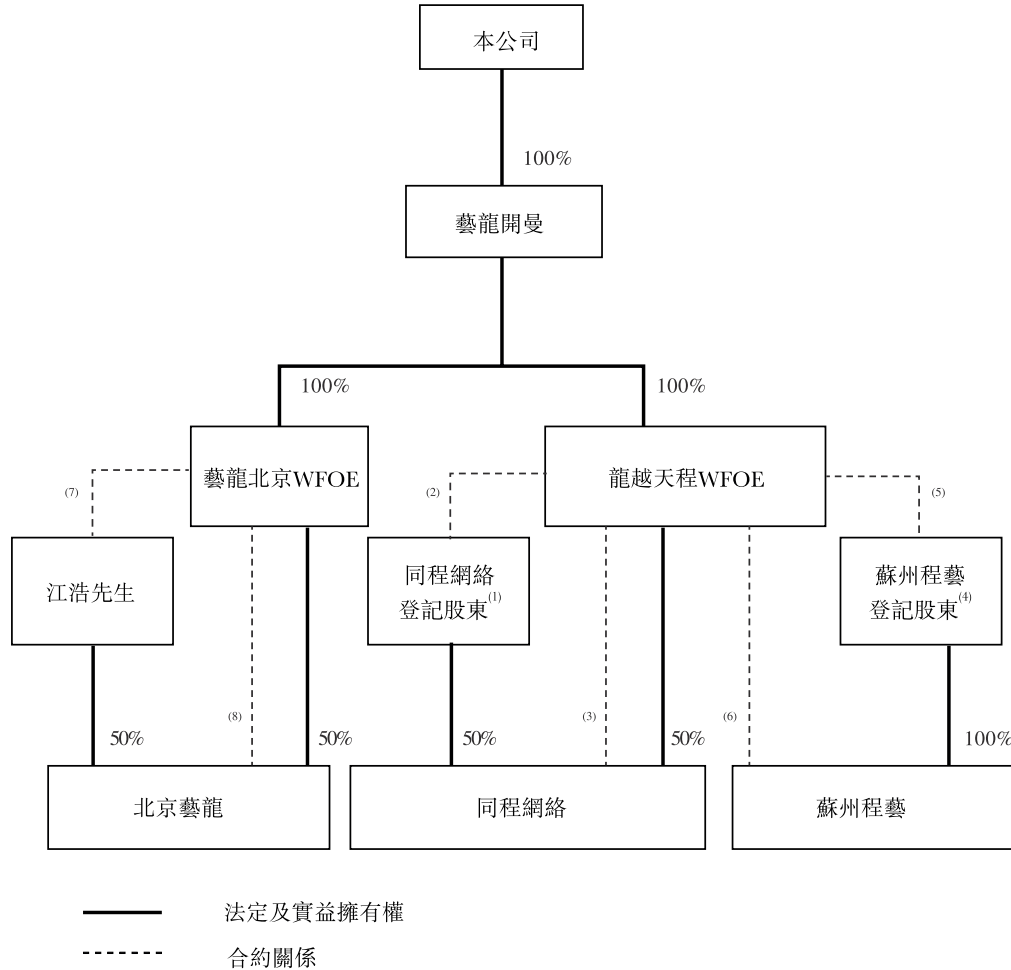 本公司
100%
藝龍開曼
100%
100%
藝龍北京WFOE
龍越天程WFOE
(7)
(2)
(5)
江浩先生
同程網絡
登記股東(1)
蘇州程藝
登記股東(4)
(8)
(3)
(6)
50%
50%
50%
50%
100%
北京藝龍
同程網絡
蘇州程藝
法定及實益擁有權
合約關係